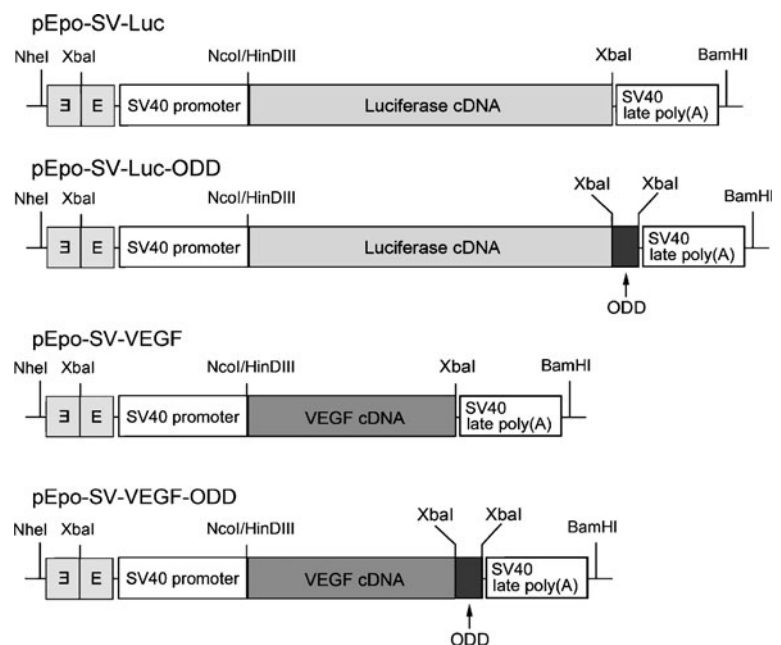 pEpo-SV-Luc
NheI XbaI NcoI/HinDIII XbaI BamHI
Ǝ E SV40 promoter Luciferase cDNA SV40
late poly(A)
pEpo-SV-Luc-ODD
NheI XbaI NcoI/HinDIII XbaI XbaI BamHI
Ǝ E SV40 promoter Luciferase cDNA SV40
late poly(A)
ODD
pEpo-SV-VEGF
NheI XbaI NcoI/HinDIII XbaI BamHI
Ǝ E SV40 promoter VEGF cDNA SV40
late poly(A)
pEpo-SV-VEGF-ODD
NheI XbaI NcoI/HinDIII XbaI XbaI BamHI
Ǝ E SV40 promoter VEGF cDNA SV40
late poly(A)
ODD